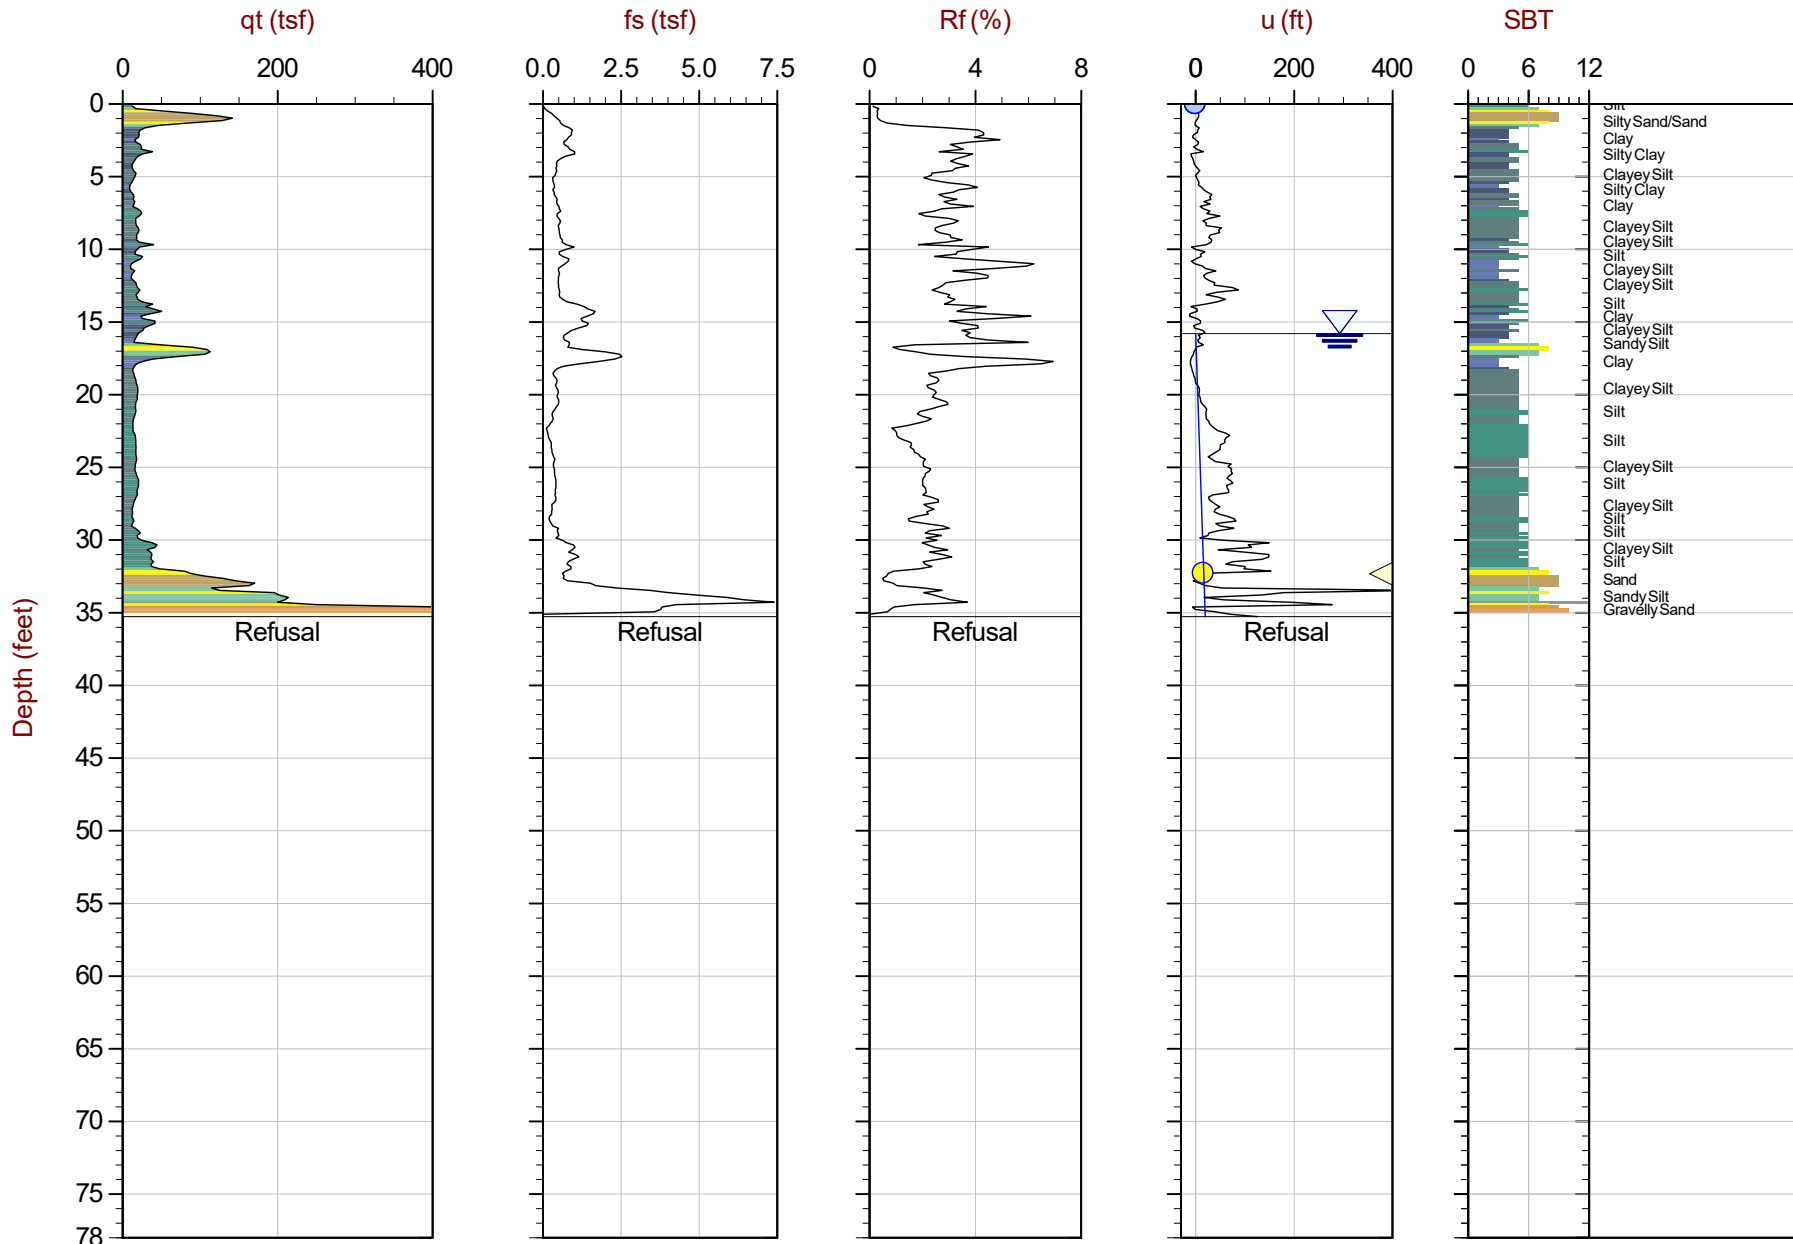 qt (tsf) fs (tsf) Rf (%) u (ft) SBT
0 200 400 0.0 2.5 5.0 7.5 0 4 8 0 200 400 0 6 12
0
Silt
Silty Sand/Sand
Clay
Silty Clay
5
Clayey Silt
Silty Clay
Clay
Clayey Silt
Clayey Silt
10
Silt
Clayey Silt
Clayey Silt
Silt
Clay
15
Clayey Silt
Sandy Silt
Clay
Clayey Silt
20
Silt
Silt
Clayey Silt
25
Silt
Clayey Silt
Silt
Silt
30
Clayey Silt
Silt
Sand
Sandy Silt
Gravelly Sand
35
Refusal Refusal Refusal Refusal
Depth (feet)
40
45
50
55
60
65
70
75
78